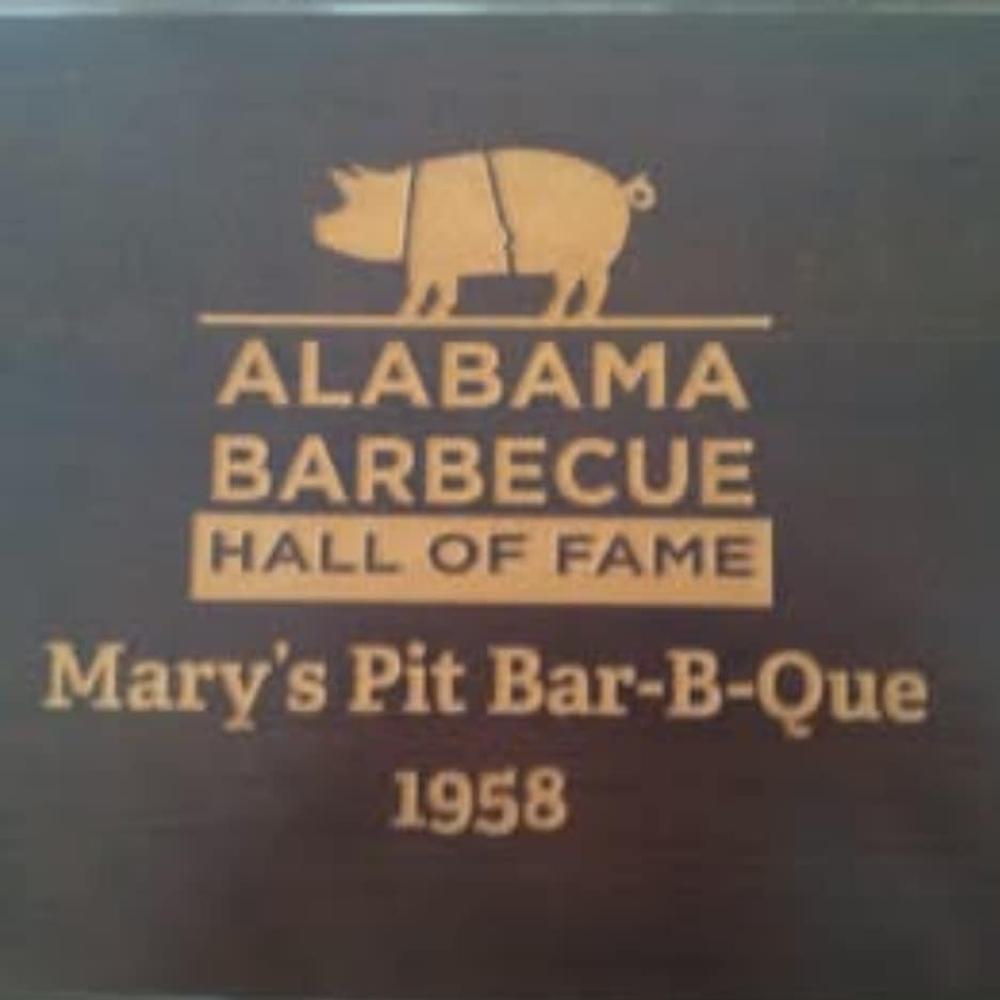 ALABAMA
BARBECUE
HALL OF FAME
Mary's Pit Bar-B-Que
1958